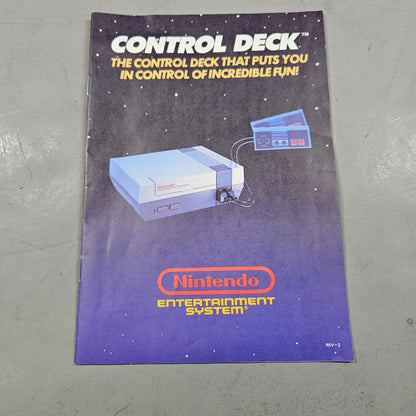 CONTROL DECK™
THE CONTROL DECK THAT PUTS YOU
IN CONTROL OF INCREDIBLE FUN!
Nintendo
ENTERTAINMENT
SYSTEM®
REV-3